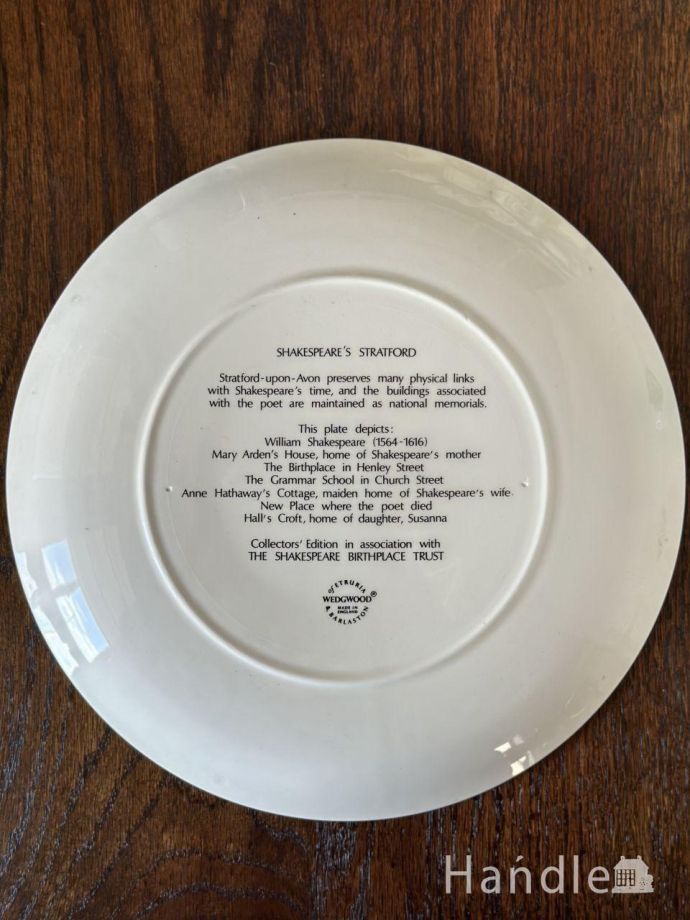 SHAKESPEARE'S STRATFORD
Stratford-upon-Avon preserves many physical links
with Shakespeare's time, and the buildings associated
with the poet are maintained as national memorials.
This plate depicts:
William Shakespeare (1564-1616)
Mary Arden's House, home of Shakespeare's mother
The Birthplace in Henley Street
The Grammar School in Church Street
Anne Hathaway's Cottage, maiden home of Shakespeare's wife
New Place where the poet died
Hall's Croft, home of daughter, Susanna
Collectors' Edition in association with
THE SHAKESPEARE BIRTHPLACE TRUST
of ETRURIA
WEDGWOOD®
MADE IN
ENGLAND
& BARLASTON
Handle